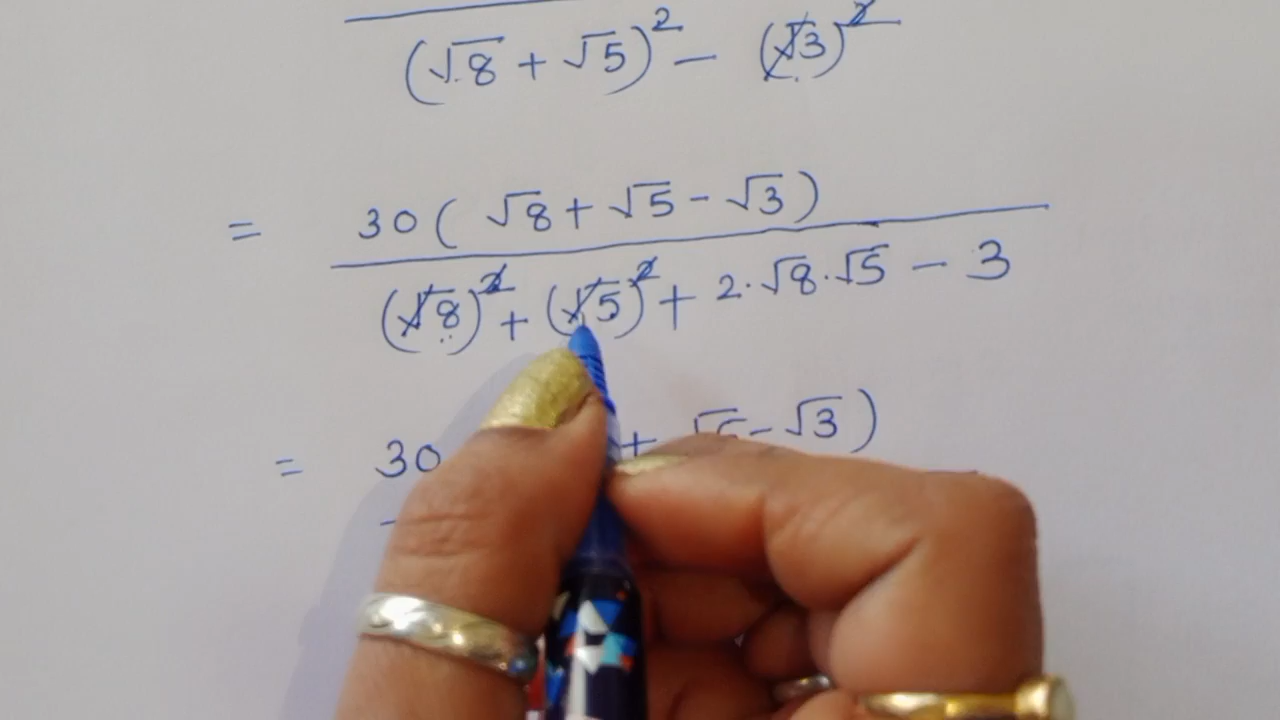 (√8 + √5)² - (√3)²
= 30(√8 + √5 - √3)
(√8)² + (√5)² + 2·√8·√5 - 3
= 30 + √5 - √3)